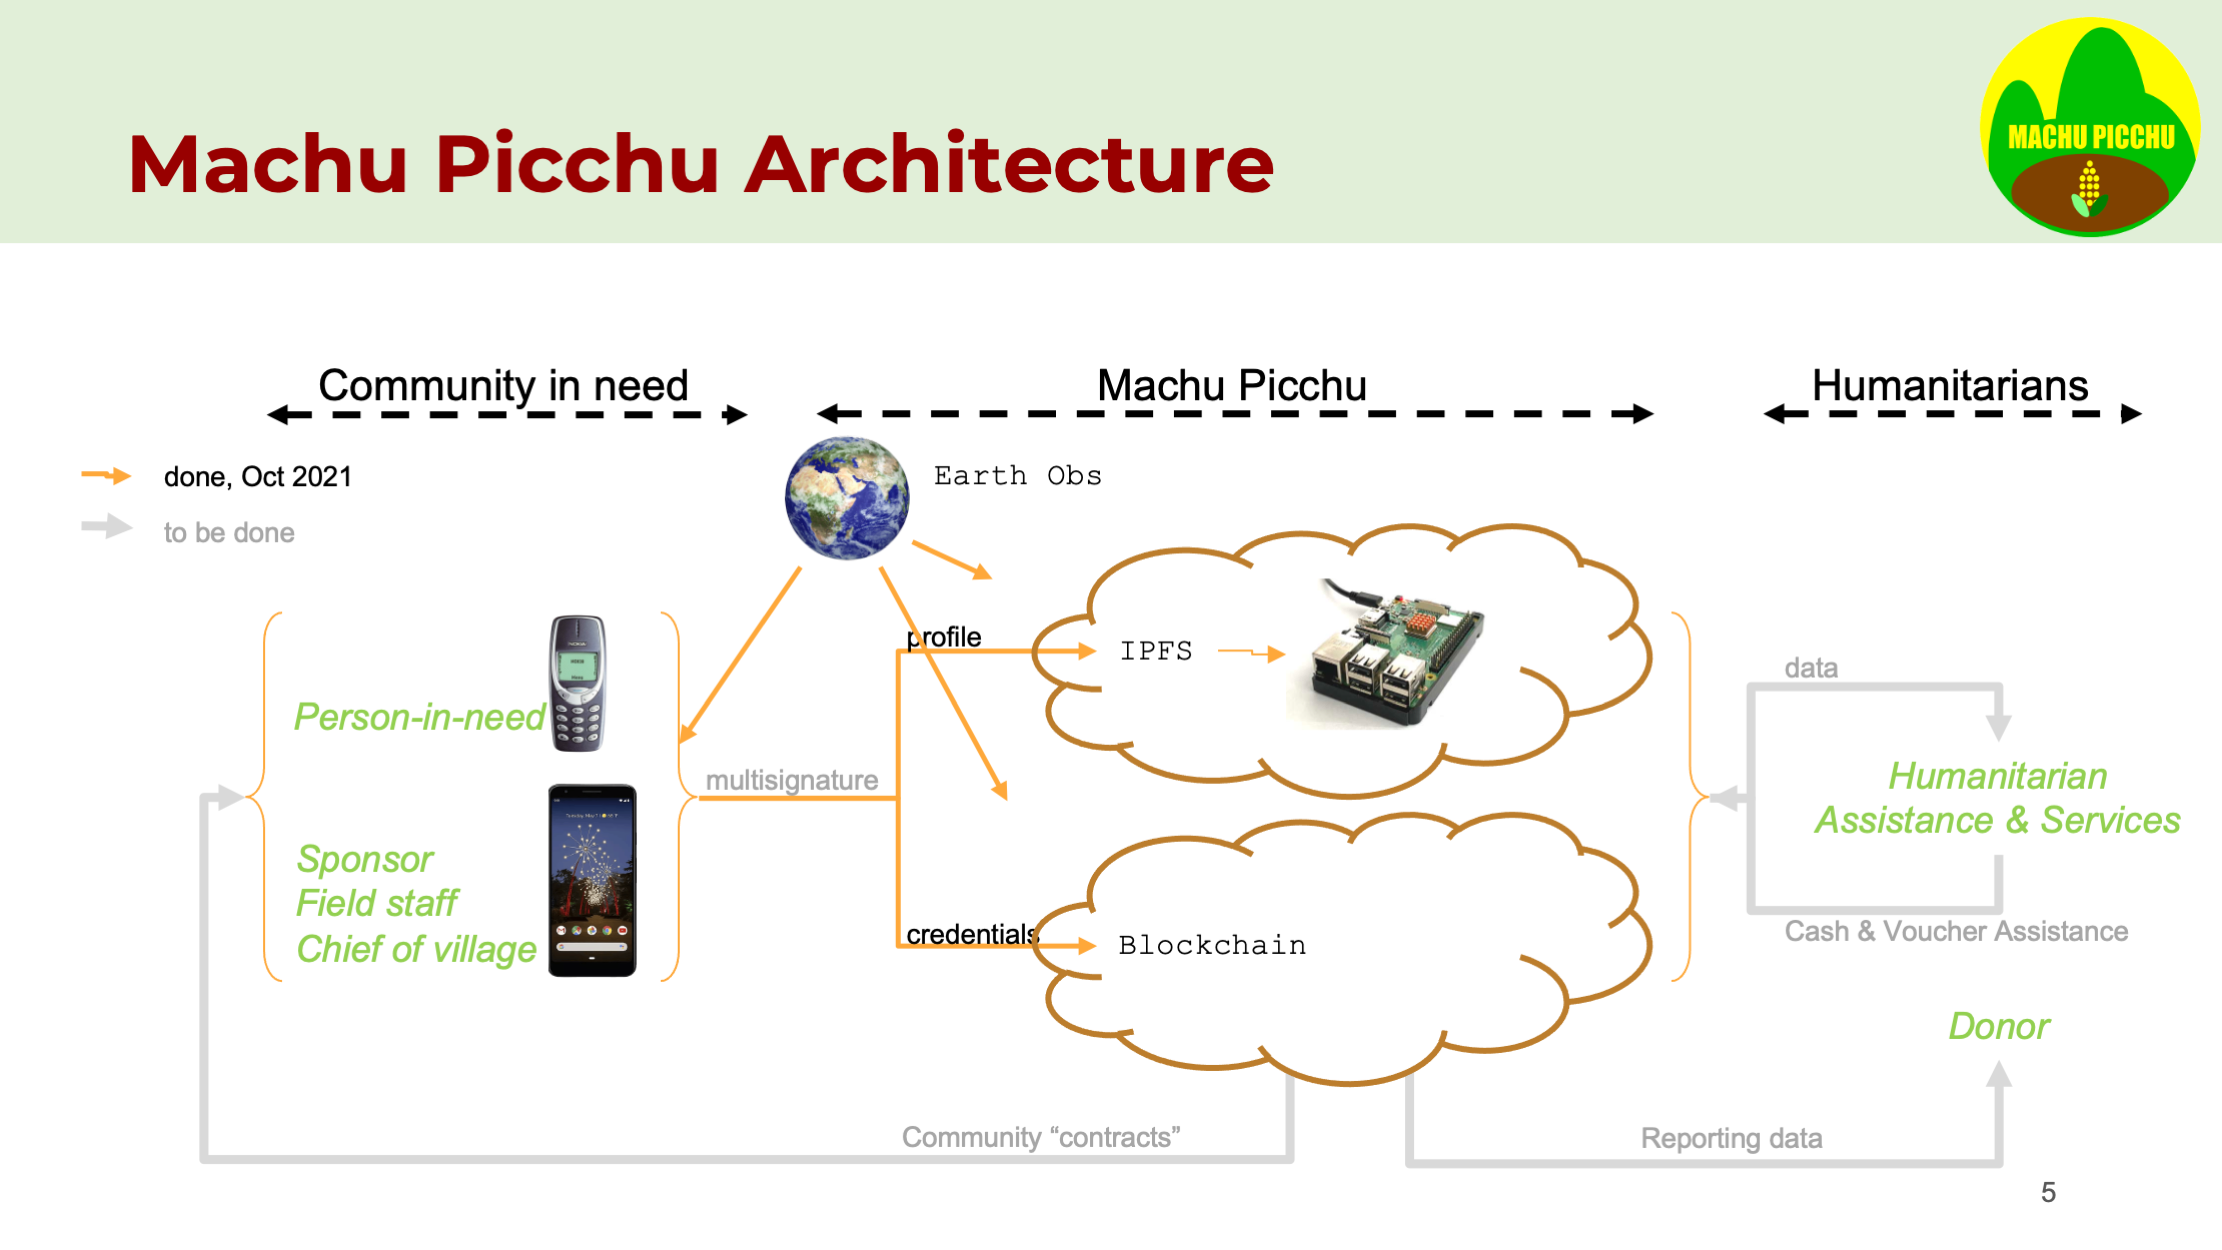 Machu Picchu Architecture
MACHU PICCHU
Community in need
Machu Picchu
Humanitarians
done, Oct 2021
to be done
Earth Obs
profile
IPFS
data
Person-in-need
multisignature
Humanitarian
Assistance & Services
Sponsor
Field staff
Chief of village
credentials
Blockchain
Cash & Voucher Assistance
Donor
Community “contracts”
Reporting data
5